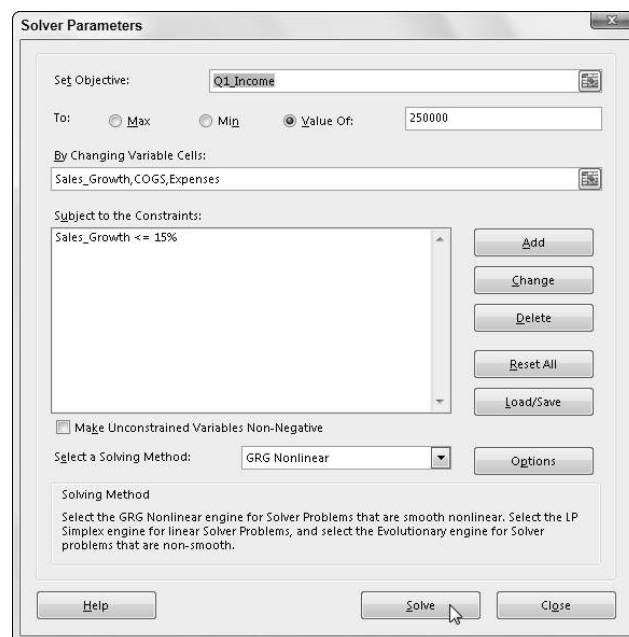 Solver Parameters
Set Objective: Q1_Income
To: Max Min Value Of: 250000
By Changing Variable Cells:
Sales_Growth,COGS,Expenses
Subject to the Constraints:
Sales_Growth <= 15%
Add
Change
Delete
Reset All
Load/Save
Make Unconstrained Variables Non-Negative
Select a Solving Method: GRG Nonlinear Options
Solving Method
Select the GRG Nonlinear engine for Solver Problems that are smooth nonlinear. Select the LP
Simplex engine for linear Solver Problems, and select the Evolutionary engine for Solver
problems that are non-smooth.
Help Solve Close